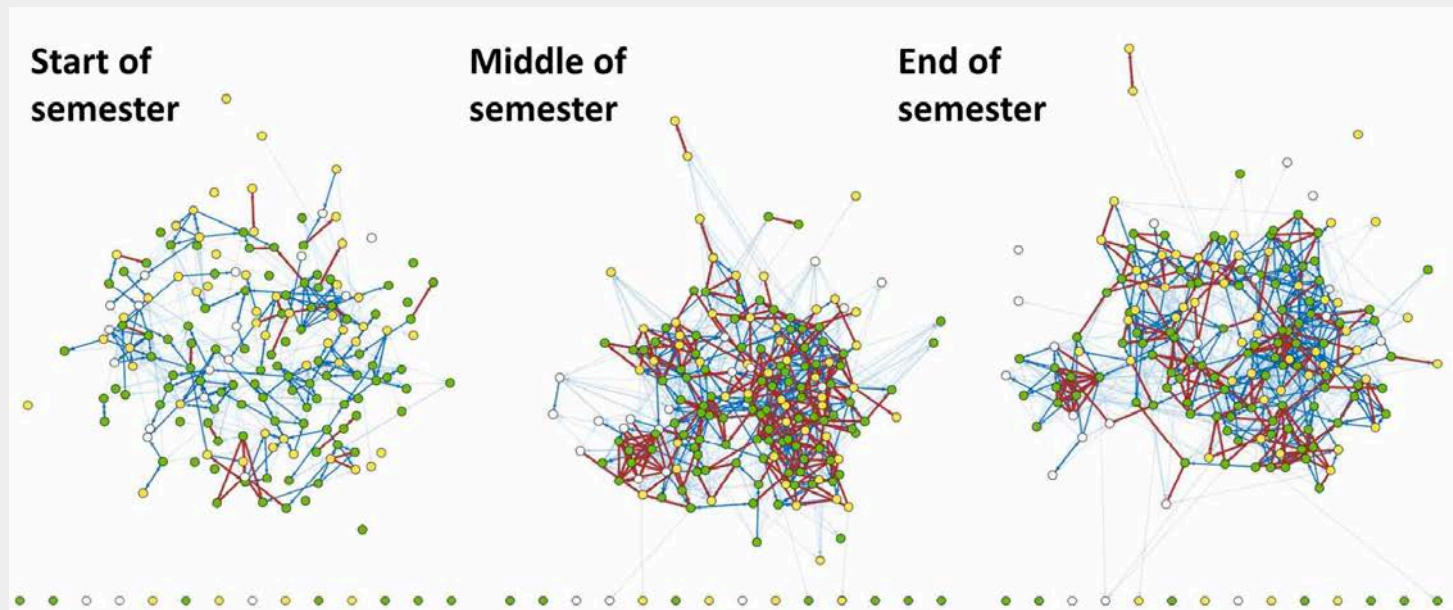 Start of
semester
Middle of
semester
End of
semester